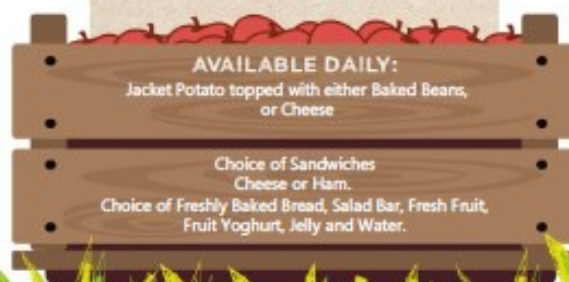 AVAILABLE DAILY:
Jacket Potato topped with either Baked Beans,
or Cheese
Choice of Sandwiches
Cheese or Ham.
Choice of Freshly Baked Bread, Salad Bar, Fresh Fruit,
Fruit Yoghurt, Jelly and Water.